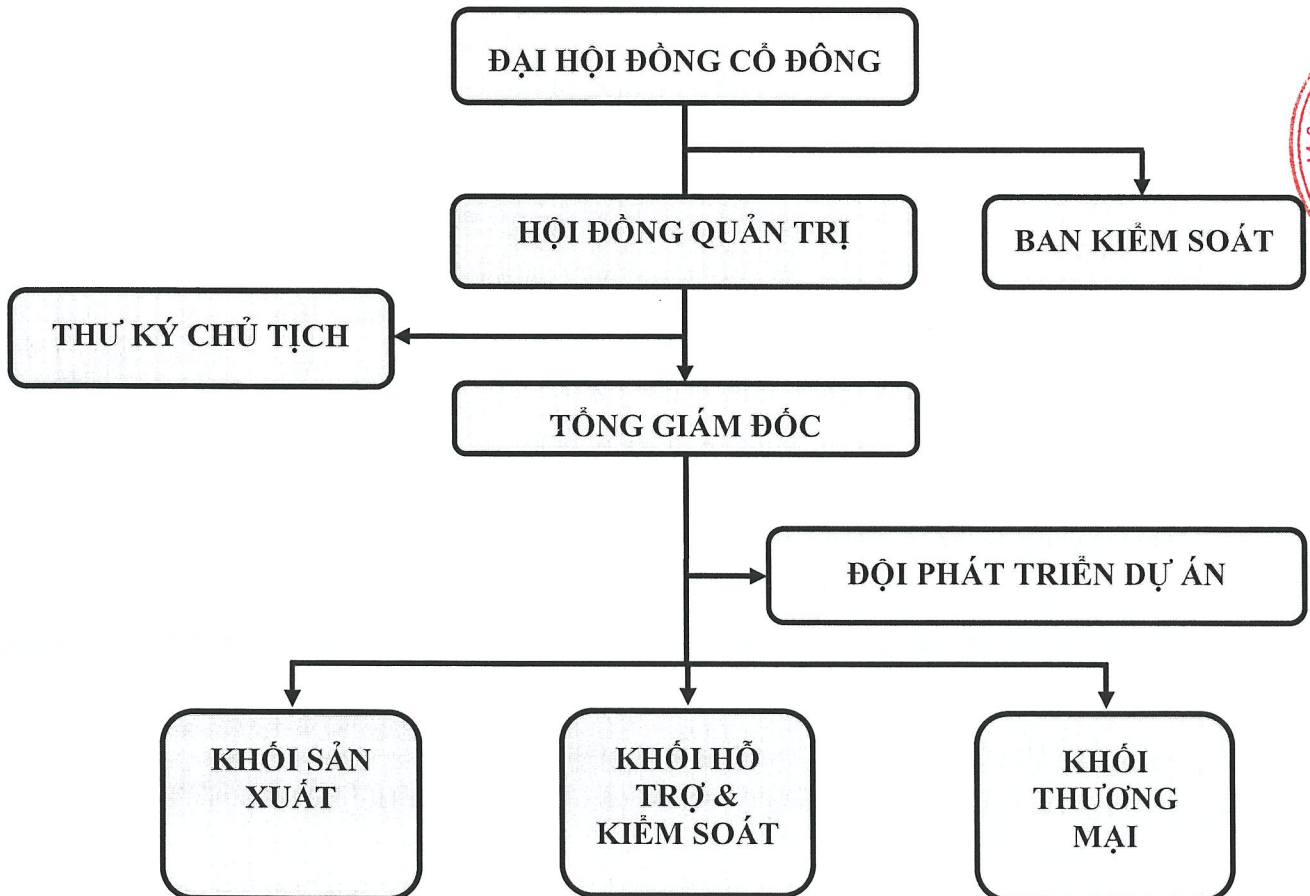 ĐẠI HỘI ĐỒNG CỔ ĐÔNG
HỘI ĐỒNG QUẢN TRỊ
BAN KIỂM SOÁT
THƯ KÝ CHỦ TỊCH
TỔNG GIÁM ĐỐC
ĐỘI PHÁT TRIỂN DỰ ÁN
KHỐI SẢN
XUẤT
KHỐI HỖ
TRỢ &
KIỂM SOÁT
KHỐI
THƯƠNG
MẠI